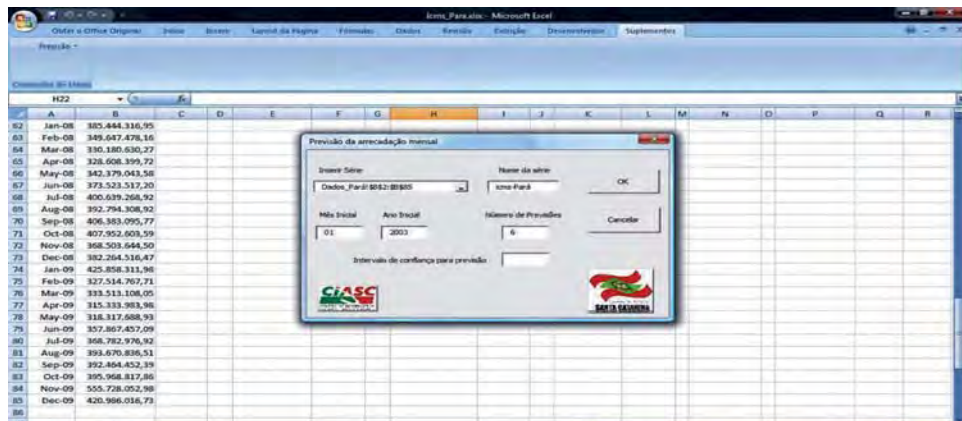 Icms_Para.xlsx - Microsoft Excel
Obter o Office Original Início Inserir Layout da Página Fórmulas Dados Revisão Exibição Desenvolvedor Suplementos
Previsão
Comandos de Menu
H22 fx
A B C D E F G H I J K L M N O P Q R
62 Jan-08 385.444.316,95
63 Feb-08 349.647.478,16
64 Mar-08 330.180.630,27
65 Apr-08 328.608.399,72
66 May-08 342.379.043,58
67 Jun-08 373.523.517,20
68 Jul-08 400.639.268,92
69 Aug-08 392.794.308,92
70 Sep-08 406.383.095,77
71 Oct-08 407.952.603,59
72 Nov-08 368.503.644,50
73 Dec-08 382.264.516,47
74 Jan-09 425.858.311,98
75 Feb-09 327.514.767,71
76 Mar-09 333.513.108,05
77 Apr-09 315.333.983,98
78 May-09 318.317.688,93
79 Jun-09 357.867.457,09
80 Jul-09 368.782.976,92
81 Aug-09 393.670.836,51
82 Sep-09 392.464.452,39
83 Oct-09 395.968.817,86
84 Nov-09 555.728.052,98
85 Dec-09 420.986.016,73
86
Previsão da arrecadação mensal
Inserir Série Nome da série
Dados_Pará!$B$2:$B$85 icms-Pará OK
Mês Inicial Ano Inicial Número de Previsões Cancelar
01 2003 6
Intervalo de confiança para previsão
CIASC
SANTA CATARINA